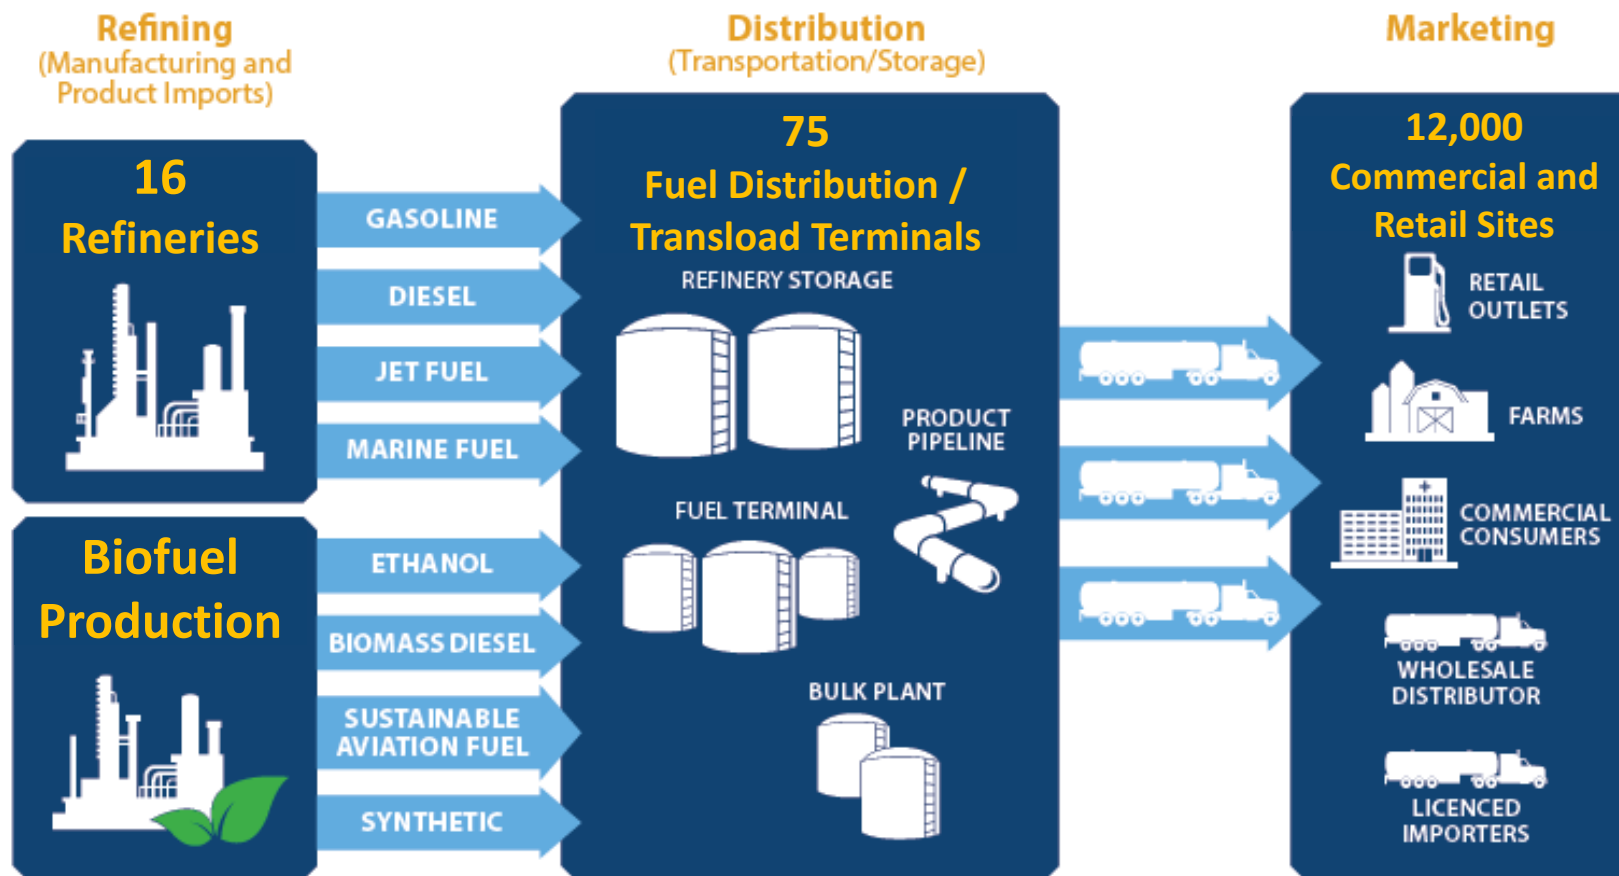 Refining
(Manufacturing and
Product Imports)
16
Refineries
Biofuel
Production
GASOLINE
DIESEL
JET FUEL
MARINE FUEL
ETHANOL
BIOMASS DIESEL
SUSTAINABLE
AVIATION FUEL
SYNTHETIC
Distribution
(Transportation/Storage)
75
Fuel Distribution /
Transload Terminals
REFINERY STORAGE
PRODUCT
PIPELINE
FUEL TERMINAL
BULK PLANT
Marketing
12,000
Commercial and
Retail Sites
RETAIL
OUTLETS
FARMS
COMMERCIAL
CONSUMERS
WHOLESALE
DISTRIBUTOR
LICENCED
IMPORTERS